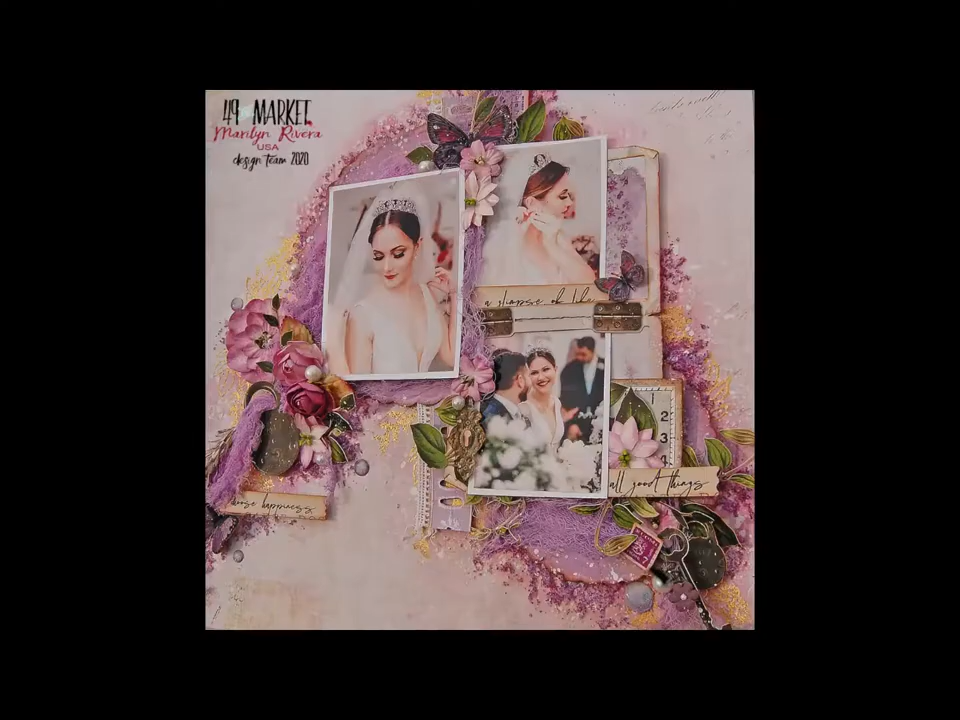 49 AND MARKET
Marilyn Rivera
USA
design team 2020
a glimpse of life
1
2
3
4
all good things
choose happiness